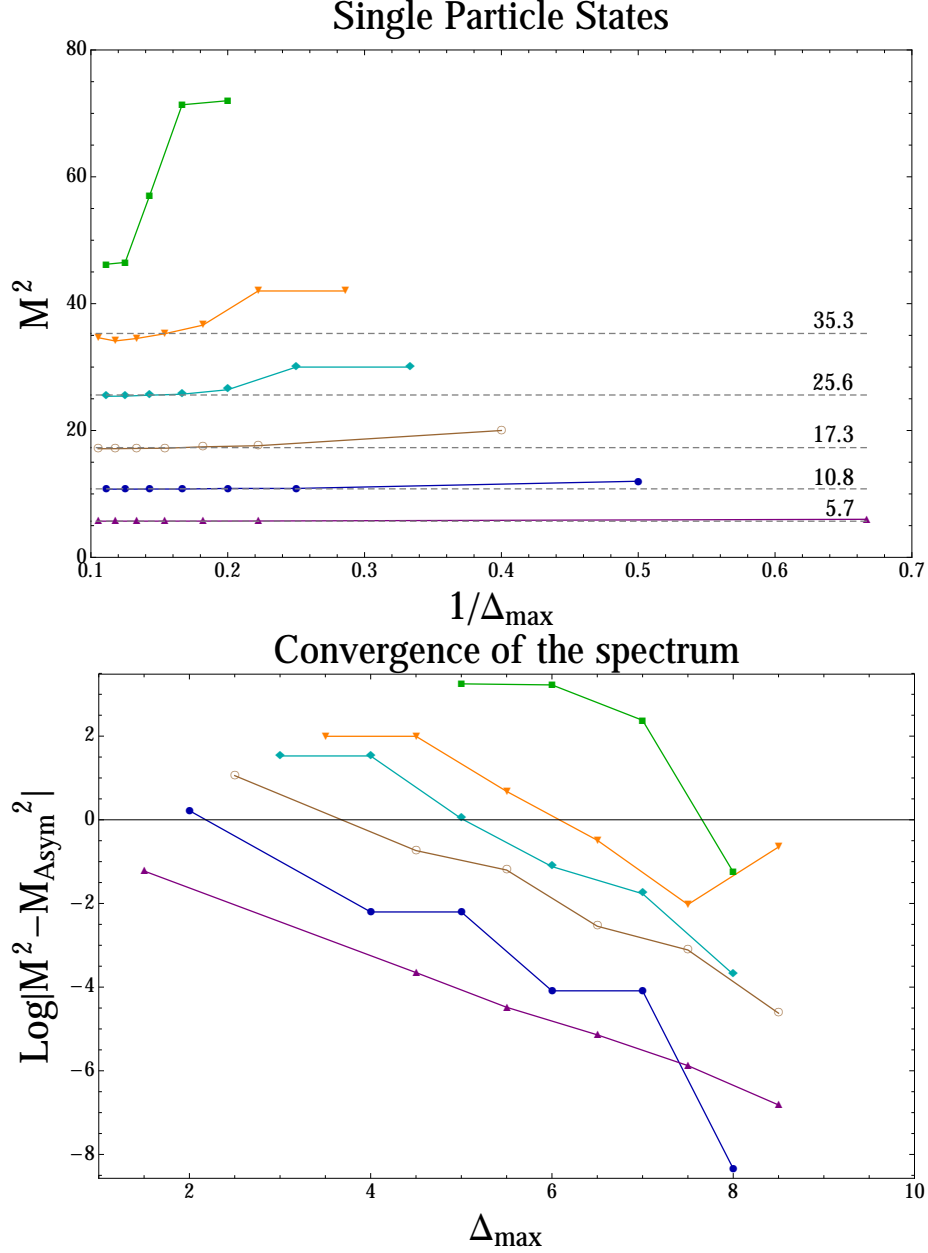 Single Particle States
M²
80
60
40
20
0
35.3
25.6
17.3
10.8
5.7
0.1 0.2 0.3 0.4 0.5 0.6 0.7
1/Δmax
Convergence of the spectrum
Log|M² − MAsym²|
2
0
−2
−4
−6
−8
2 4 6 8 10
Δmax